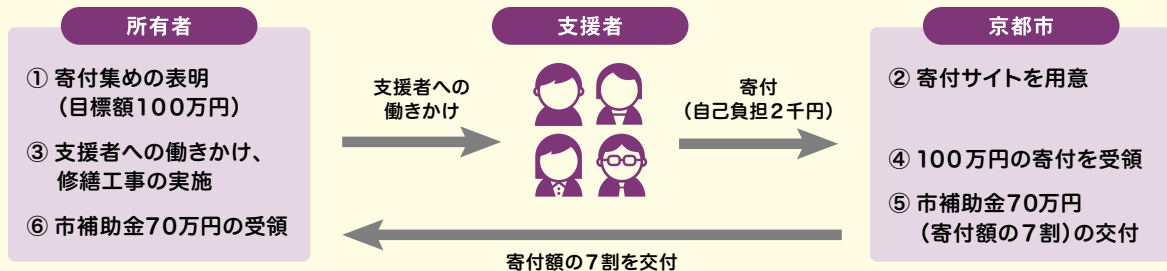 所有者
① 寄付集めの表明
（目標額100万円）
③ 支援者への働きかけ、
修繕工事の実施
⑥ 市補助金70万円の受領
支援者への
働きかけ
支援者
寄付
（自己負担2千円）
京都市
② 寄付サイトを用意
④ 100万円の寄付を受領
⑤ 市補助金70万円
（寄付額の7割）の交付
寄付額の7割を交付